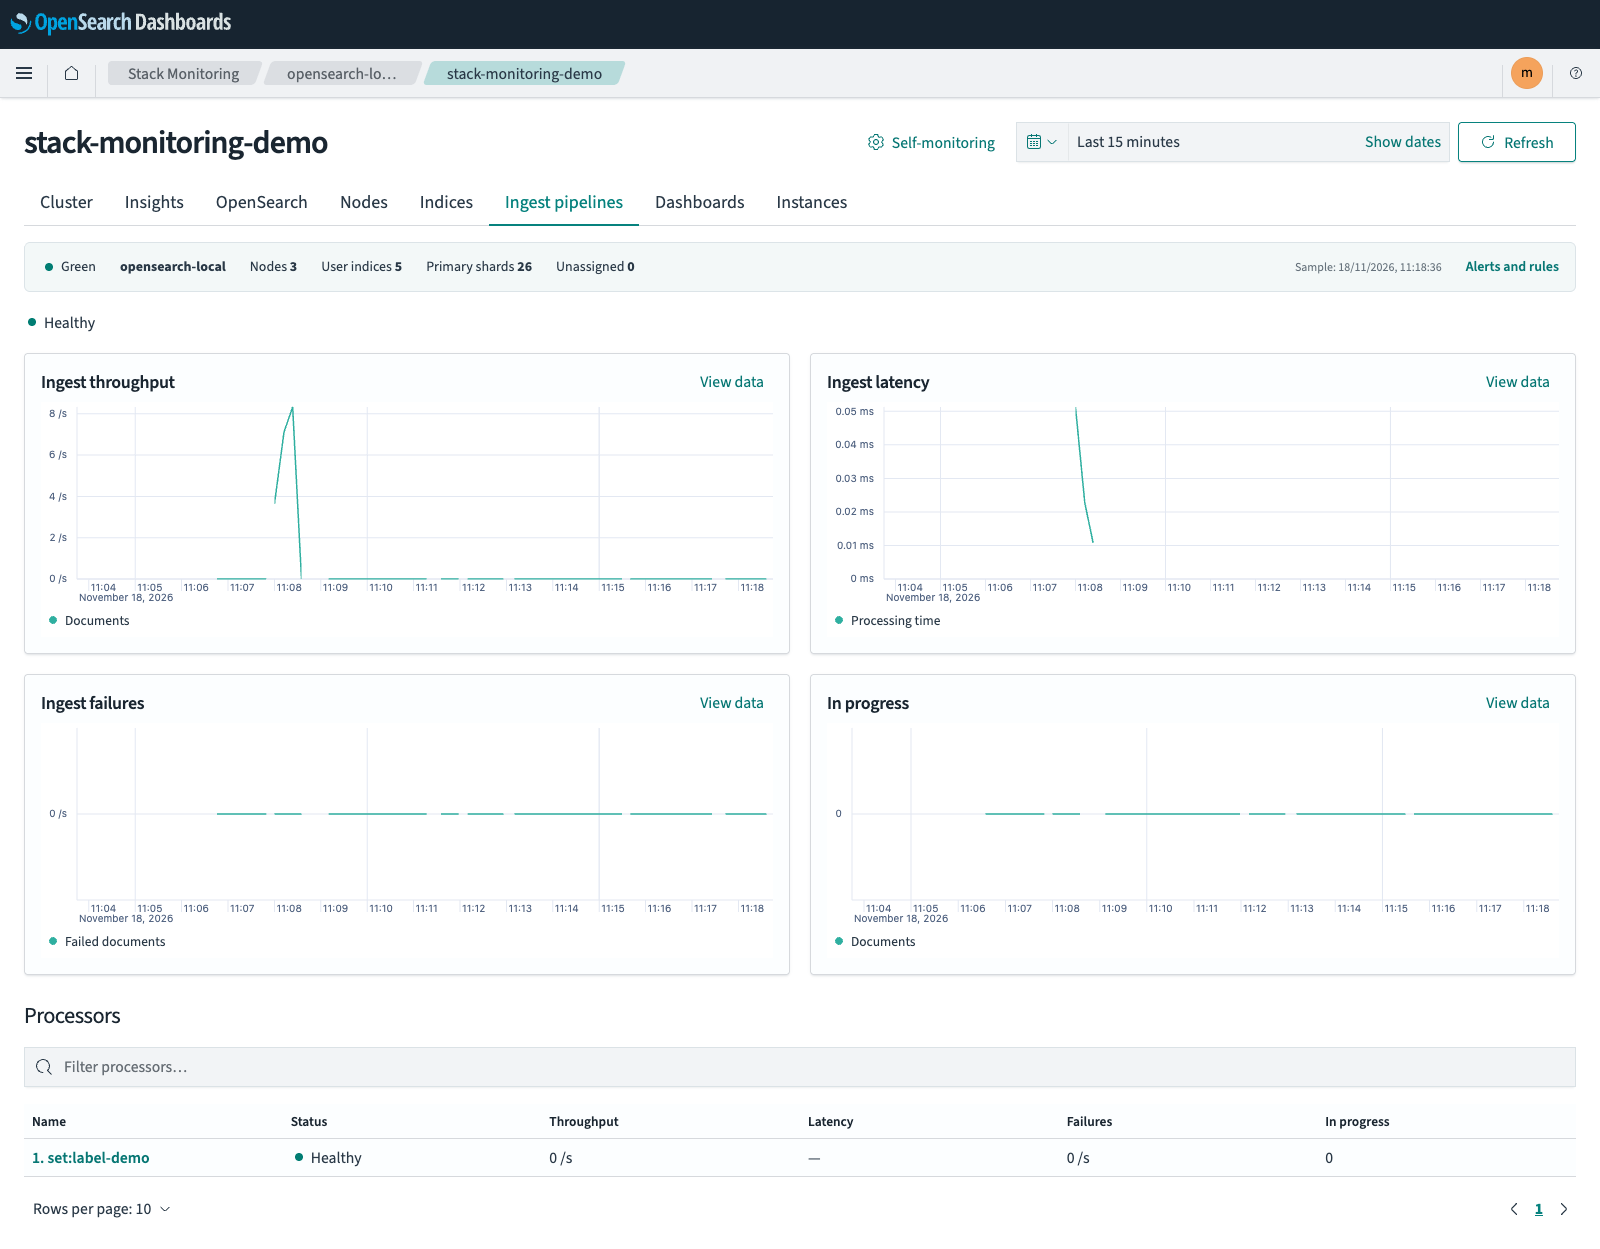 OpenSearch Dashboards
Stack Monitoring
opensearch-lo...
stack-monitoring-demo
m
stack-monitoring-demo
Self-monitoring
Last 15 minutes
Show dates
Refresh
Cluster
Insights
OpenSearch
Nodes
Indices
Ingest pipelines
Dashboards
Instances
Green
opensearch-local
Nodes 3
User indices 5
Primary shards 26
Unassigned 0
Sample: 18/11/2026, 11:18:36
Alerts and rules
Healthy
Ingest throughput
View data
8 /s
6 /s
4 /s
2 /s
0 /s
11:04 11:05 11:06 11:07 11:08 11:09 11:10 11:11 11:12 11:13 11:14 11:15 11:16 11:17 11:18
November 18, 2026
Documents
Ingest latency
View data
0.05 ms
0.04 ms
0.03 ms
0.02 ms
0.01 ms
0 ms
11:04 11:05 11:06 11:07 11:08 11:09 11:10 11:11 11:12 11:13 11:14 11:15 11:16 11:17 11:18
November 18, 2026
Processing time
Ingest failures
View data
0 /s
11:04 11:05 11:06 11:07 11:08 11:09 11:10 11:11 11:12 11:13 11:14 11:15 11:16 11:17 11:18
November 18, 2026
Failed documents
In progress
View data
0
11:04 11:05 11:06 11:07 11:08 11:09 11:10 11:11 11:12 11:13 11:14 11:15 11:16 11:17 11:18
November 18, 2026
Documents
Processors
Filter processors...
Name Status Throughput Latency Failures In progress
1. set:label-demo Healthy 0 /s — 0 /s 0
Rows per page: 10
1